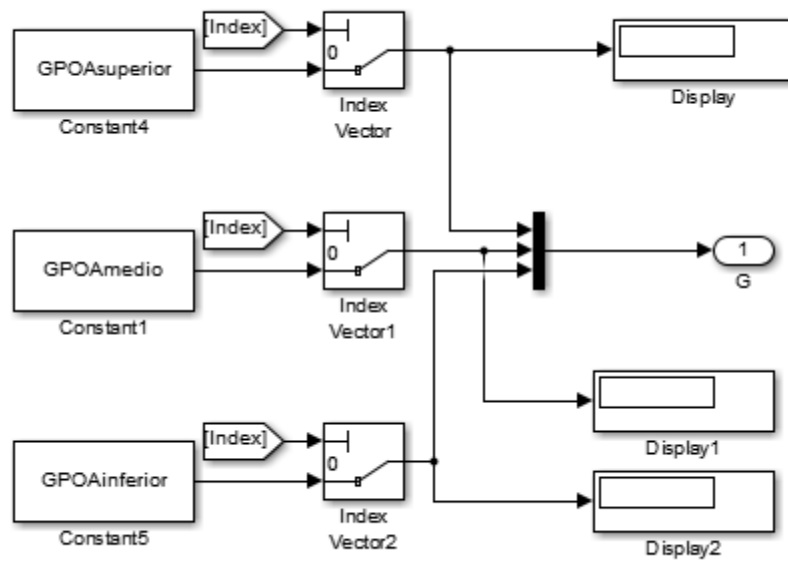 [Index]
0
GPOAsuperior
Constant4
Index
Vector
Display
[Index]
0
GPOAmedio
Constant1
Index
Vector1
1
G
[Index]
0
GPOAinferior
Constant5
Index
Vector2
Display1
Display2